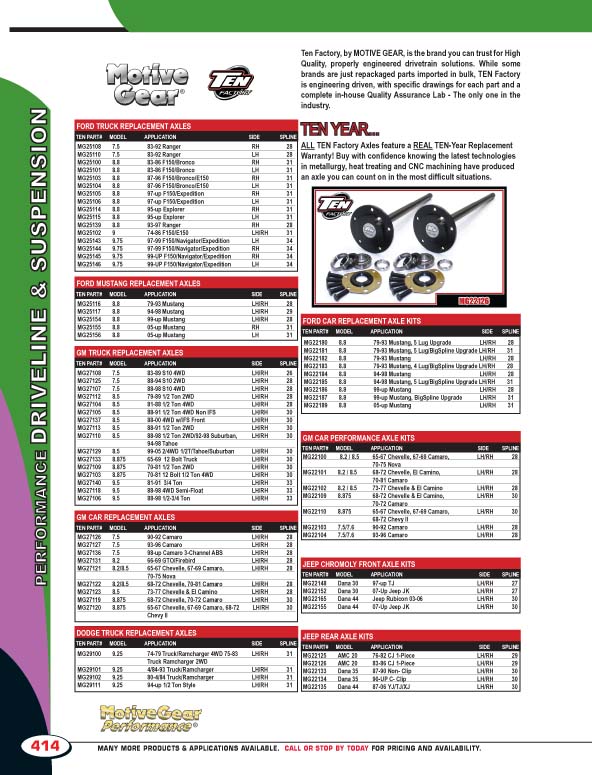 PERFORMANCE DRIVELINE & SUSPENSION
Motive Gear®
TEN FACTORY
Ten Factory, by MOTIVE GEAR, is the brand you can trust for High
Quality, properly engineered drivetrain solutions. While some
brands are just repackaged parts imported in bulk, TEN Factory
is engineering driven, with specific drawings for each part and a
complete in-house Quality Assurance Lab - The only one in the
industry.
TEN YEAR...
ALL TEN Factory Axles feature a REAL TEN-Year Replacement
Warranty! Buy with confidence knowing the latest technologies
in metallurgy, heat treating and CNC machining have produced
an axle you can count on in the most difficult situations.
TEN FACTORY
MG22126
FORD TRUCK REPLACEMENT AXLES
TEN PART# MODEL APPLICATION SIDE SPLINE
MG25108 7.5 83-92 Ranger RH 28
MG25110 7.5 83-92 Ranger LH 28
MG25100 8.8 83-86 F150/Bronco RH 31
MG25101 8.8 83-86 F150/Bronco LH 31
MG25103 8.8 87-96 F150/Bronco/E150 RH 31
MG25104 8.8 87-96 F150/Bronco/E150 LH 31
MG25105 8.8 97-up F150/Expedition RH 31
MG25106 8.8 97-up F150/Expedition LH 31
MG25114 8.8 95-up Explorer RH 31
MG25115 8.8 95-up Explorer LH 31
MG25139 8.8 93-97 Ranger RH 28
MG25102 9 74-86 F150/E150 LH/RH 31
MG25143 9.75 97-99 F150/Navigator/Expedition LH 34
MG25144 9.75 97-99 F150/Navigator/Expedition RH 34
MG25145 9.75 99-UP F150/Navigator/Expedition RH 34
MG25146 9.75 99-UP F150/Navigator/Expedition LH 34
FORD MUSTANG REPLACEMENT AXLES
TEN PART# MODEL APPLICATION SIDE SPLINE
MG25116 8.8 79-93 Mustang LH/RH 28
MG25117 8.8 94-98 Mustang LH/RH 29
MG25154 8.8 99-up Mustang LH/RH 28
MG25155 8.8 05-up Mustang RH 31
MG25156 8.8 05-up Mustang LH 31
GM TRUCK REPLACEMENT AXLES
TEN PART# MODEL APPLICATION SIDE SPLINE
MG27108 7.5 83-89 S10 4WD LH/RH 26
MG27125 7.5 88-94 S10 2WD LH/RH 28
MG27107 7.5 88-98 S10 4WD LH/RH 28
MG27112 8.5 79-89 1/2 Ton 2WD LH/RH 28
MG27104 8.5 81-88 1/2 Ton 4WD LH/RH 28
MG27105 8.5 88-91 1/2 Ton 4WD Non IFS LH/RH 30
MG27137 8.5 88-00 4WD w/IFS Front LH/RH 30
MG27113 8.5 88-91 1/2 Ton 2WD LH/RH 30
MG27110 8.5 88-98 1/2 Ton 2WD/92-98 Suburban, LH/RH 30
94-98 Tahoe
MG27129 8.5 99-05 2/4WD 1/2T/Tahoe/Suburban LH/RH 30
MG27133 8.875 65-69 12 Bolt Truck LH/RH 30
MG27109 8.875 70-81 1/2 Ton 2WD LH/RH 30
MG27103 8.875 70-81 12 Bolt 1/2 Ton 4WD LH/RH 30
MG27140 9.5 81-91 3/4 Ton LH/RH 33
MG27118 9.5 88-98 4WD Semi-Float LH/RH 33
MG27106 9.5 88-98 1/2-3/4 Ton LH/RH 33
GM CAR REPLACEMENT AXLES
TEN PART# MODEL APPLICATION SIDE SPLINE
MG27126 7.5 90-92 Camaro LH/RH 28
MG27127 7.5 93-96 Camaro LH/RH 28
MG27136 7.5 98-up Camaro 3-Channel ABS LH/RH 28
MG27131 8.2 66-69 GTO/Firebird LH/RH 28
MG27121 8.2/8.5 65-67 Chevelle, 67-69 Camaro, LH/RH 28
70-75 Nova
MG27122 8.2/8.5 68-72 Chevelle, 70-81 Camaro LH/RH 28
MG27123 8.5 73-77 Chevelle & El Camino LH/RH 28
MG27119 8.875 68-72 Chevelle, 70-72 Camaro LH/RH 30
MG27120 8.875 65-67 Chevelle, 67-69 Camaro, 68-72 LH/RH 30
Chevy II
DODGE TRUCK REPLACEMENT AXLES
TEN PART# MODEL APPLICATION SIDE SPLINE
MG29100 9.25 74-79 Truck/Ramcharger 4WD 75-83 LH/RH 31
Truck Ramcharger 2WD
MG29101 9.25 4/84-93 Truck/Ramcharger LH/RH 31
MG29102 9.25 80-4/84 Truck/Ramcharger LH/RH 31
MG29111 9.25 94-up 1/2 Ton Style LH/RH 31
Motive Gear Performance®
FORD CAR REPLACEMENT AXLE KITS
TEN PART# MODEL APPLICATION SIDE SPLINE
MG22180 8.8 79-93 Mustang, 5 Lug Upgrade LH/RH 28
MG22181 8.8 79-93 Mustang, 5 Lug/BigSpline Upgrade LH/RH 31
MG22182 8.8 79-93 Mustang LH/RH 28
MG22183 8.8 79-93 Mustang, 4 Lug/BigSpline Upgrade LH/RH 28
MG22184 8.8 94-98 Mustang LH/RH 28
MG22185 8.8 94-98 Mustang, 5 Lug/BigSpline Upgrade LH/RH 31
MG22186 8.8 99-up Mustang LH/RH 28
MG22187 8.8 99-up Mustang, BigSpline Upgrade LH/RH 31
MG22189 8.8 05-up Mustang LH/RH 31
GM CAR PERFORMANCE AXLE KITS
TEN PART# MODEL APPLICATION SIDE SPLINE
MG22100 8.2 / 8.5 65-67 Chevelle, 67-69 Camaro, LH/RH 28
70-75 Nova
MG22101 8.2 / 8.5 68-72 Chevelle, El Camino, LH/RH 28
70-81 Camaro
MG22102 8.2 / 8.5 73-77 Chevelle & El Camino LH/RH 28
MG22109 8.875 68-72 Chevelle & El Camino, LH/RH 30
70-72 Camaro
MG22110 8.875 65-67 Chevelle, 67-69 Camaro, LH/RH 30
68-72 Chevy II
MG22103 7.5/7.6 90-92 Camaro LH/RH 28
MG22104 7.5/7.6 93-96 Camaro LH/RH 28
JEEP CHROMOLY FRONT AXLE KITS
TEN PART# MODEL APPLICATION SIDE SPLINE
MG22148 Dana 30 97-up TJ LH/RH 27
MG22152 Dana 30 07-Up Jeep JK LH/RH 27
MG22165 Dana 44 Jeep Rubicon 03-06 LH/RH 30
MG22155 Dana 44 07-Up Jeep JK LH/RH 30
JEEP REAR AXLE KITS
TEN PART# MODEL APPLICATION SIDE SPLINE
MG22125 AMC 20 76-82 CJ 1-Piece LH/RH 29
MG22126 AMC 20 83-86 CJ 1-Piece LH/RH 29
MG22133 Dana 35 87-90 Non- Clip LH/RH 30
MG22134 Dana 35 90-UP C- Clip LH/RH 30
MG22135 Dana 44 87-06 YJ/TJ/XJ LH/RH 30
414
MANY MORE PRODUCTS & APPLICATIONS AVAILABLE. CALL OR STOP BY TODAY FOR PRICING AND AVAILABILITY.